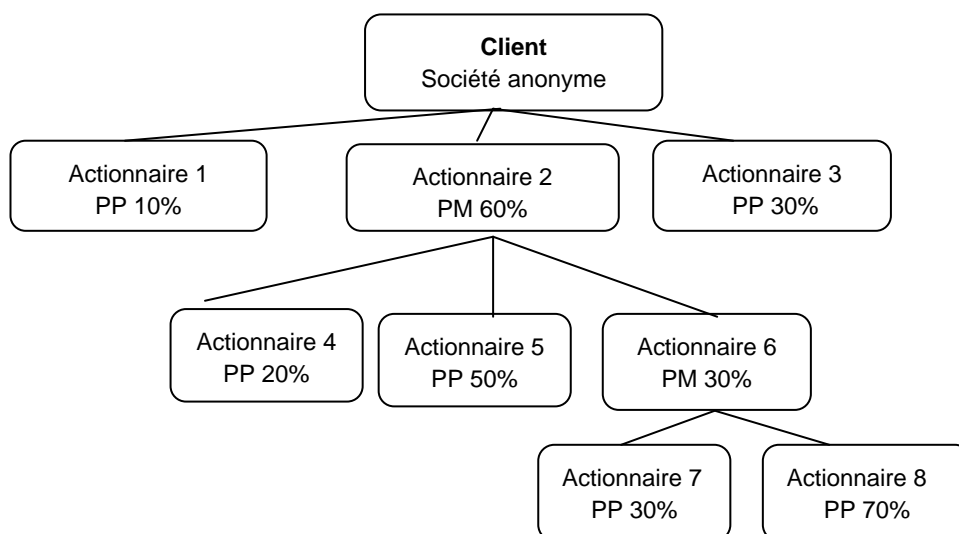 Client
Société anonyme
Actionnaire 1
PP 10%
Actionnaire 2
PM 60%
Actionnaire 3
PP 30%
Actionnaire 4
PP 20%
Actionnaire 5
PP 50%
Actionnaire 6
PM 30%
Actionnaire 7
PP 30%
Actionnaire 8
PP 70%